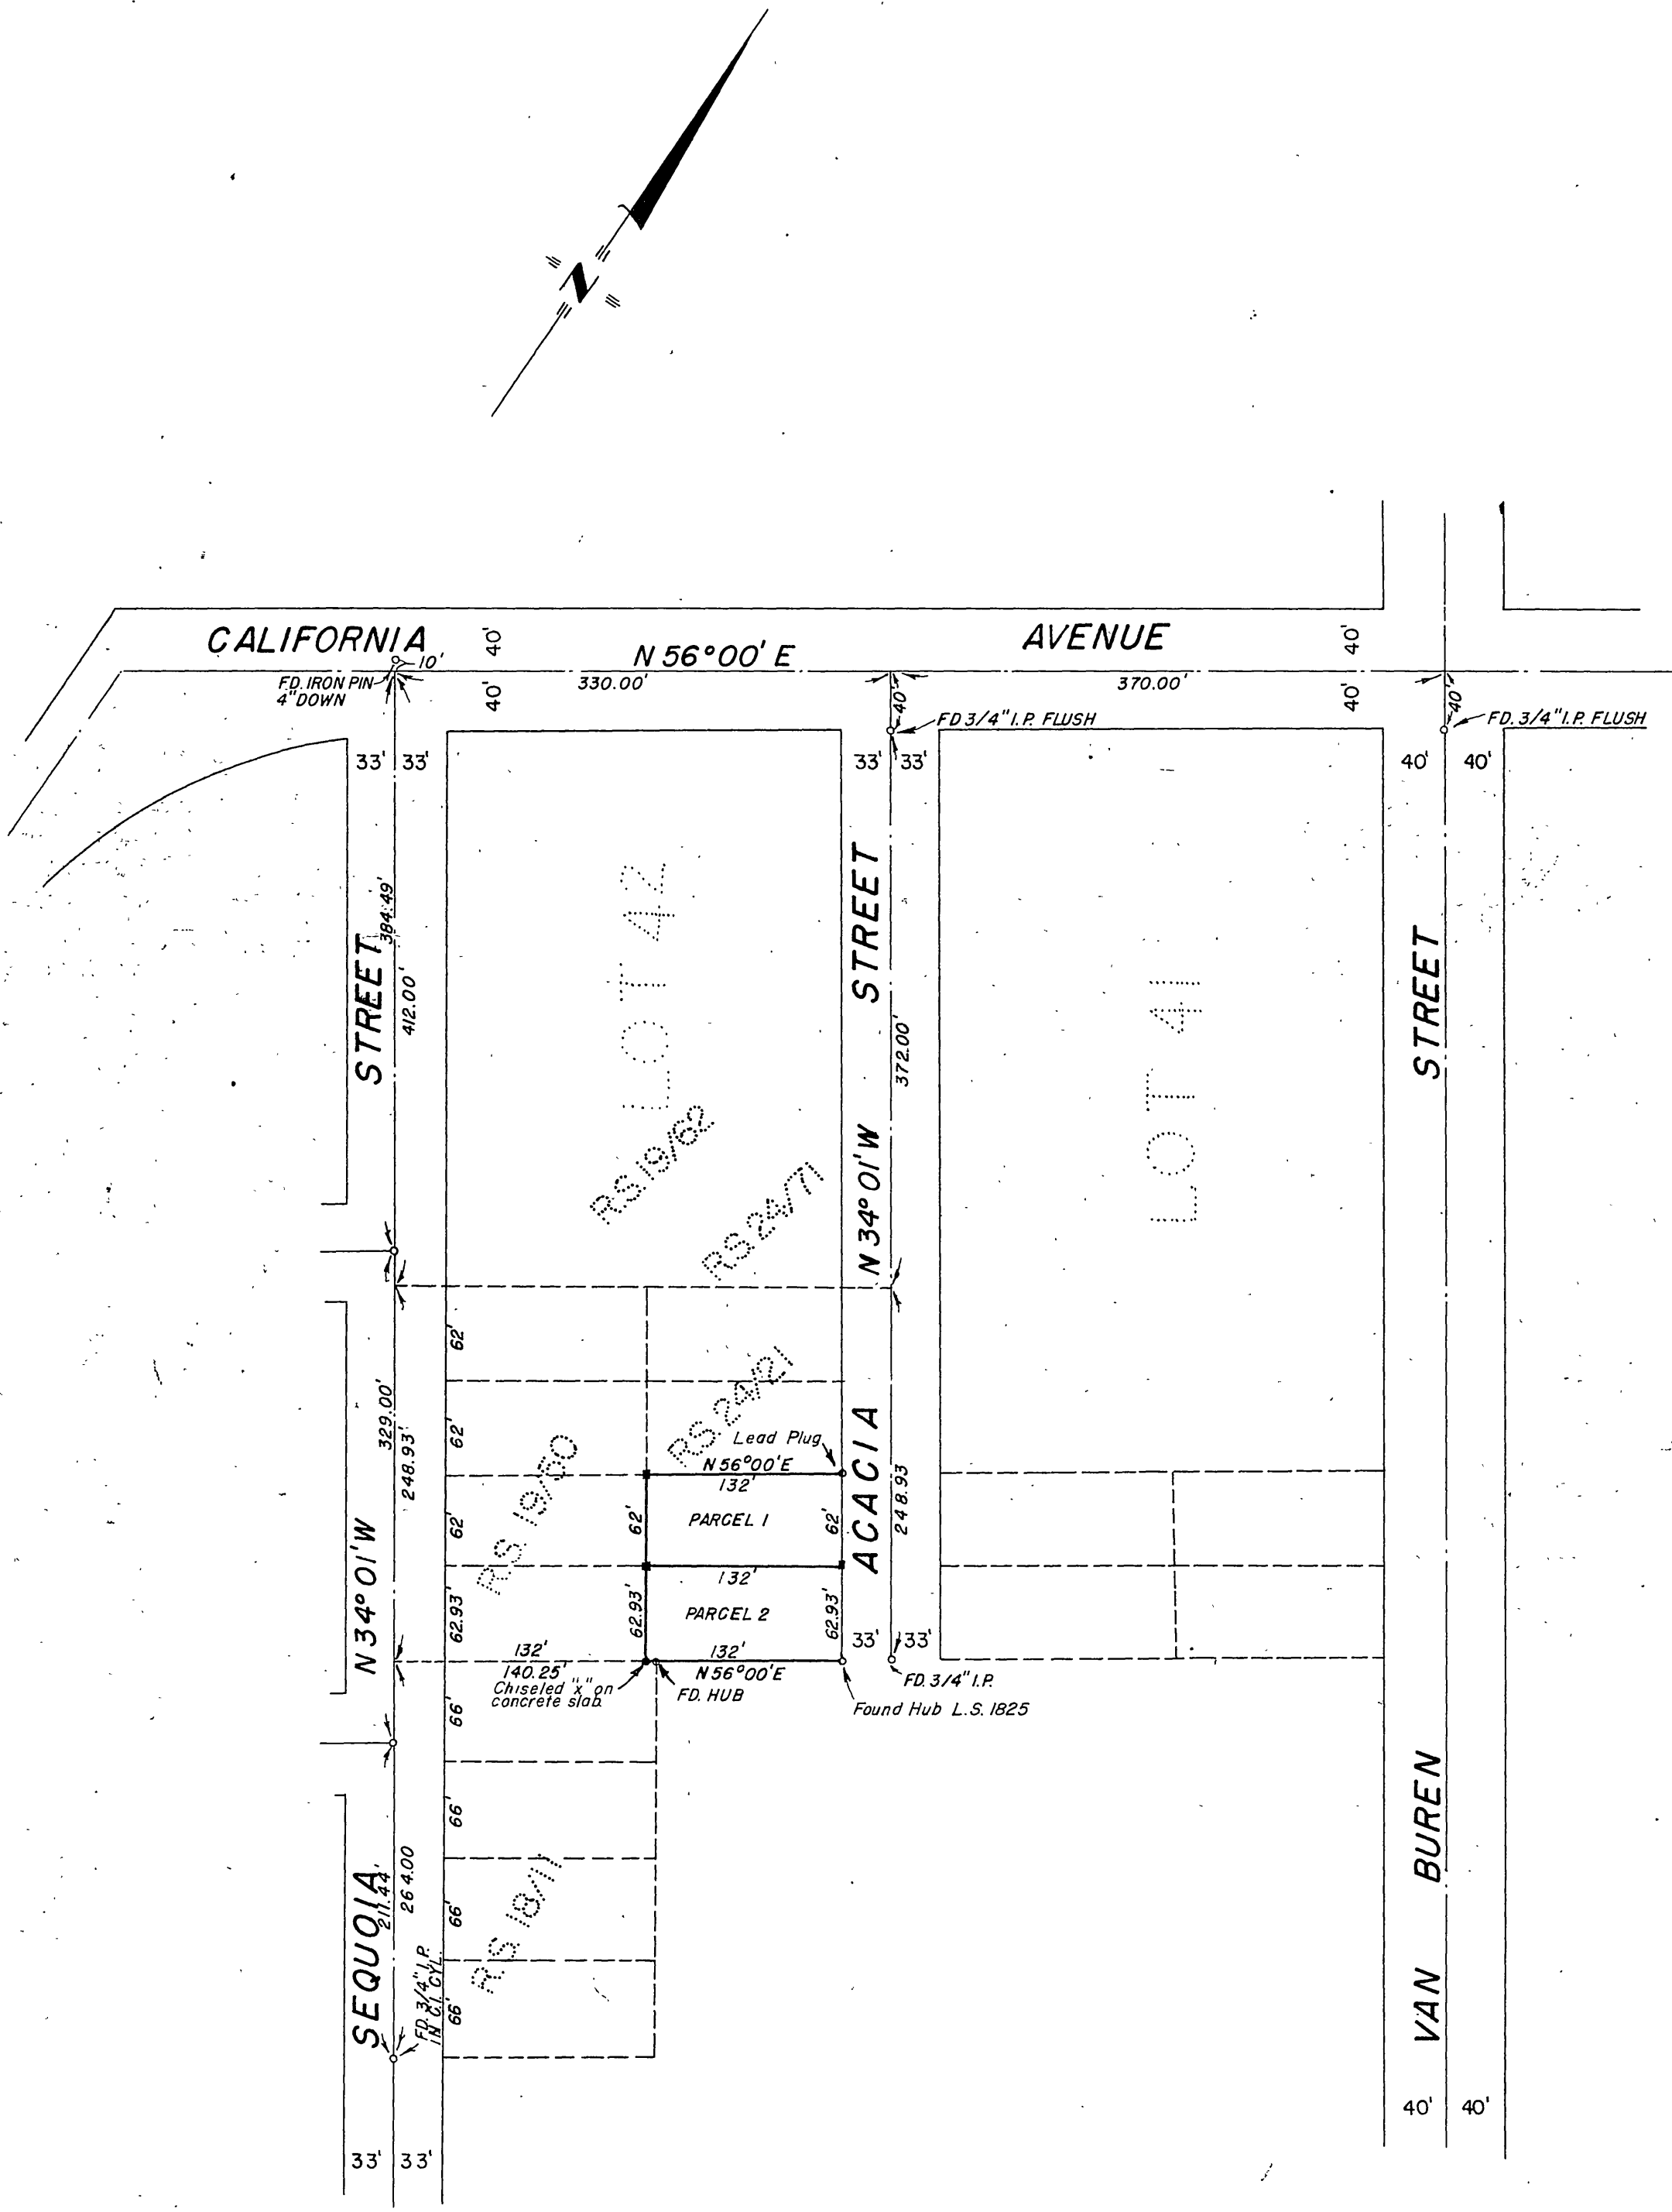 N
CALIFORNIA
AVENUE
40'
N 56°00' E
40'
10'
FD. IRON PIN
4" DOWN
40'
330.00'
40'
370.00'
40'
40'
FD 3/4" I.P. FLUSH
FD. 3/4" I.P. FLUSH
33'
33'
33'
33'
40'
40'
STREET
384.49'
412.00'
LOT 42
STREET
372.00'
LOT 41
STREET
RS 19/62
RS 24/71
N 34° 01' W
62'
62'
62'
62.93'
329.00'
248.93'
N 34° 01' W
RS 19/60
RS 24/21
Lead Plug
N 56°00'E
132'
62'
PARCEL 1
62'
132'
62.93'
PARCEL 2
62.93'
ACACIA
248.93
33'
33'
132'
132'
140.25'
N 56°00'E
Chiseled "x" on
concrete slab.
FD. HUB
FD. 3/4" I.P.
Found Hub L.S. 1825
66'
66'
66'
66'
RS 18/11
SEQUOIA
211.44'
264.00
FD. 3/4" I.P.
IN C.I. CYL.
VAN BUREN
40'
40'
33'
33'